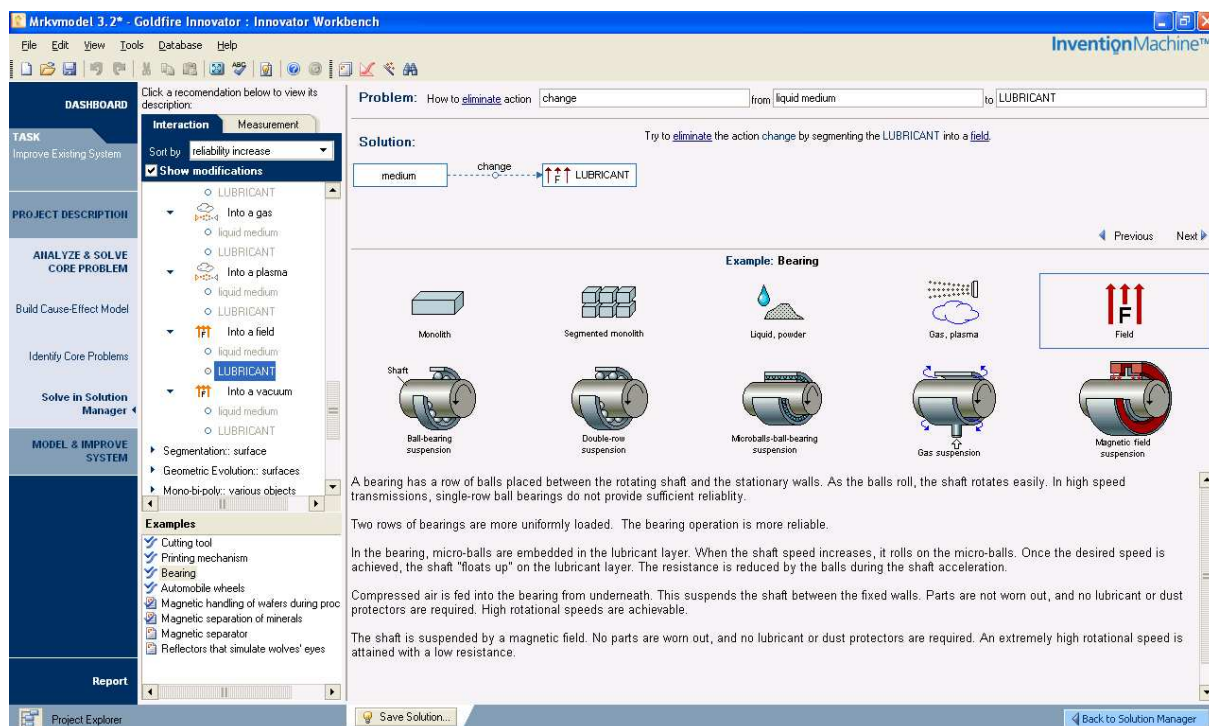 Mrkvmodel 3.2* - Goldfire Innovator : Innovator Workbench
File Edit View Tools Database Help
InventionMachine™
DASHBOARD
TASK
Improve Existing System
PROJECT DESCRIPTION
ANALYZE & SOLVE
CORE PROBLEM
Build Cause-Effect Model
Identify Core Problems
Solve in Solution
Manager
MODEL & IMPROVE
SYSTEM
Report
Project Explorer
Click a recomendation below to view its
description:
Interaction Measurement
Sort by reliability increase
Show modifications
LUBRICANT
Into a gas
liquid medium
LUBRICANT
Into a plasma
liquid medium
LUBRICANT
Into a field
liquid medium
LUBRICANT
Into a vacuum
liquid medium
LUBRICANT
Segmentation:: surface
Geometric Evolution:: surfaces
Mono-bi-poly:: various objects
Examples
Cutting tool
Printing mechanism
Bearing
Automobile wheels
Magnetic handling of wafers during proc
Magnetic separation of minerals
Magnetic separator
Reflectors that simulate wolves' eyes
Problem: How to eliminate action change from liquid medium to LUBRICANT
Solution:
Try to eliminate the action change by segmenting the LUBRICANT into a field.
medium change F LUBRICANT
Previous Next
Example: Bearing
F
Monolith Segmented monolith Liquid, powder Gas, plasma Field
Shaft
Ball-bearing
suspension
Double-row
suspension
Microballs-ball-bearing
suspension
Gas suspension
Magnetic field
suspension
A bearing has a row of balls placed between the rotating shaft and the stationary walls. As the balls roll, the shaft rotates easily. In high speed
transmissions, single-row ball bearings do not provide sufficient reliablity.
Two rows of bearings are more uniformly loaded. The bearing operation is more reliable.
In the bearing, micro-balls are embedded in the lubricant layer. When the shaft speed increases, it rolls on the micro-balls. Once the desired speed is
achieved, the shaft "floats up" on the lubricant layer. The resistance is reduced by the balls during the shaft acceleration.
Compressed air is fed into the bearing from underneath. This suspends the shaft between the fixed walls. Parts are not worn out, and no lubricant or dust
protectors are required. High rotational speeds are achievable.
The shaft is suspended by a magnetic field. No parts are worn out, and no lubricant or dust protectors are required. An extremely high rotational speed is
attained with a low resistance.
Save Solution...
Back to Solution Manager